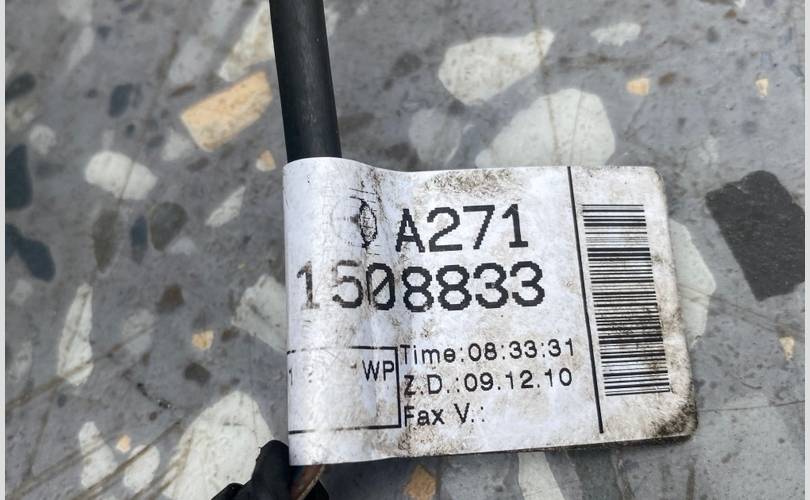 A271
1508833
WP
Time:08:33:31
Z.D.:09.12.10
Fax V.: